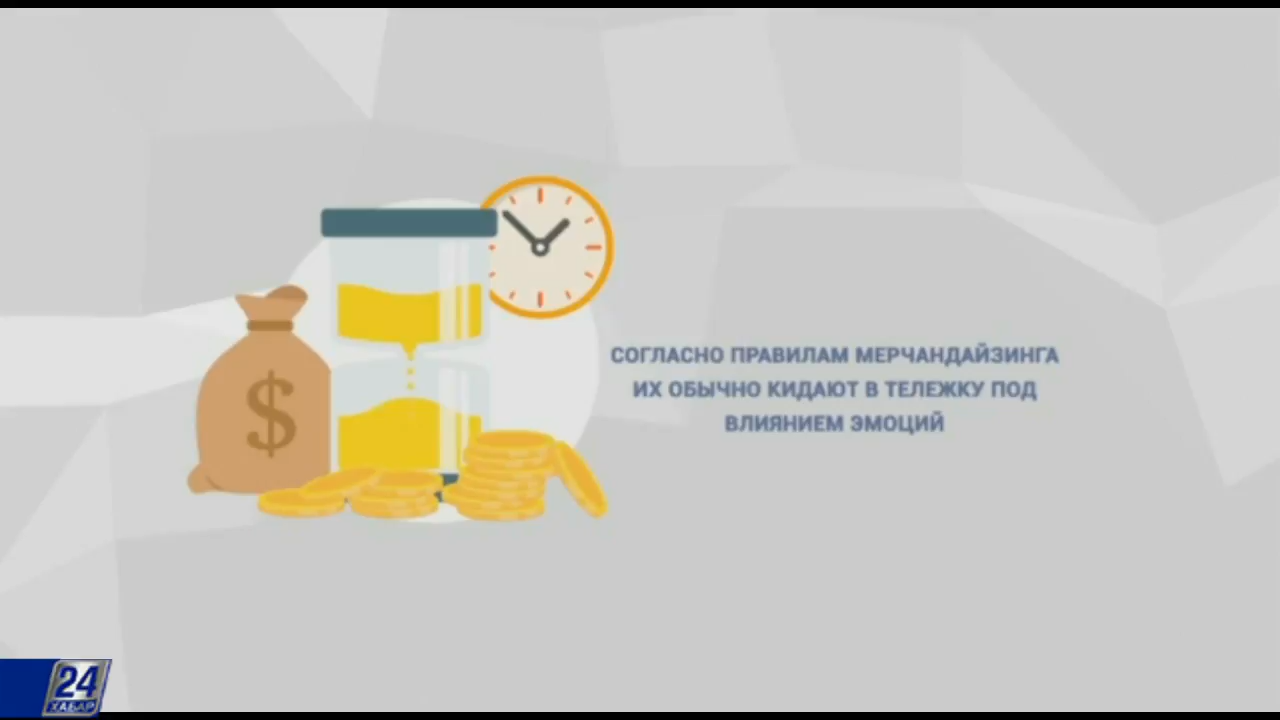 $
СОГЛАСНО ПРАВИЛАМ МЕРЧАНДАЙЗИНГА
ИХ ОБЫЧНО КИДАЮТ В ТЕЛЕЖКУ ПОД
ВЛИЯНИЕМ ЭМОЦИЙ
24
ХАБАР